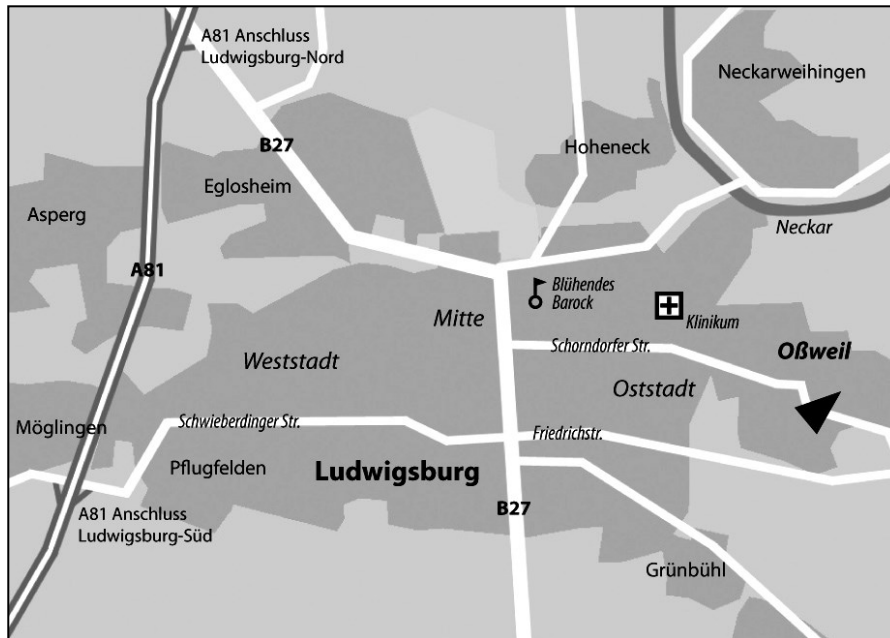 A81 Anschluss
Ludwigsburg-Nord
Neckarweihingen
B27
Hoheneck
Eglosheim
Asperg
Neckar
A81
Blühendes
Barock
Mitte
Klinikum
Schorndorfer Str.
Oßweil
Weststadt
Oststadt
Möglingen
Schwieberdinger Str.
Friedrichstr.
Pflugfelden
Ludwigsburg
B27
A81 Anschluss
Ludwigsburg-Süd
Grünbühl